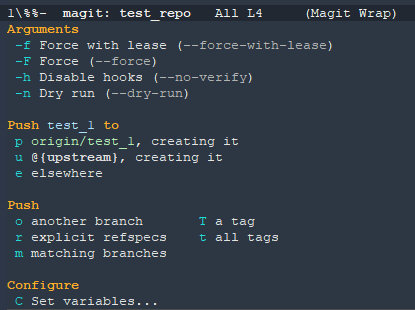 1\%%-  magit: test_repo   All L4     (Magit Wrap)
Arguments
-f Force with lease (--force-with-lease)
-F Force (--force)
-h Disable hooks (--no-verify)
-n Dry run (--dry-run)
Push test_1 to
p origin/test_1, creating it
u @{upstream}, creating it
e elsewhere
Push
o another branch       T a tag
r explicit refspecs    t all tags
m matching branches
Configure
C Set variables...